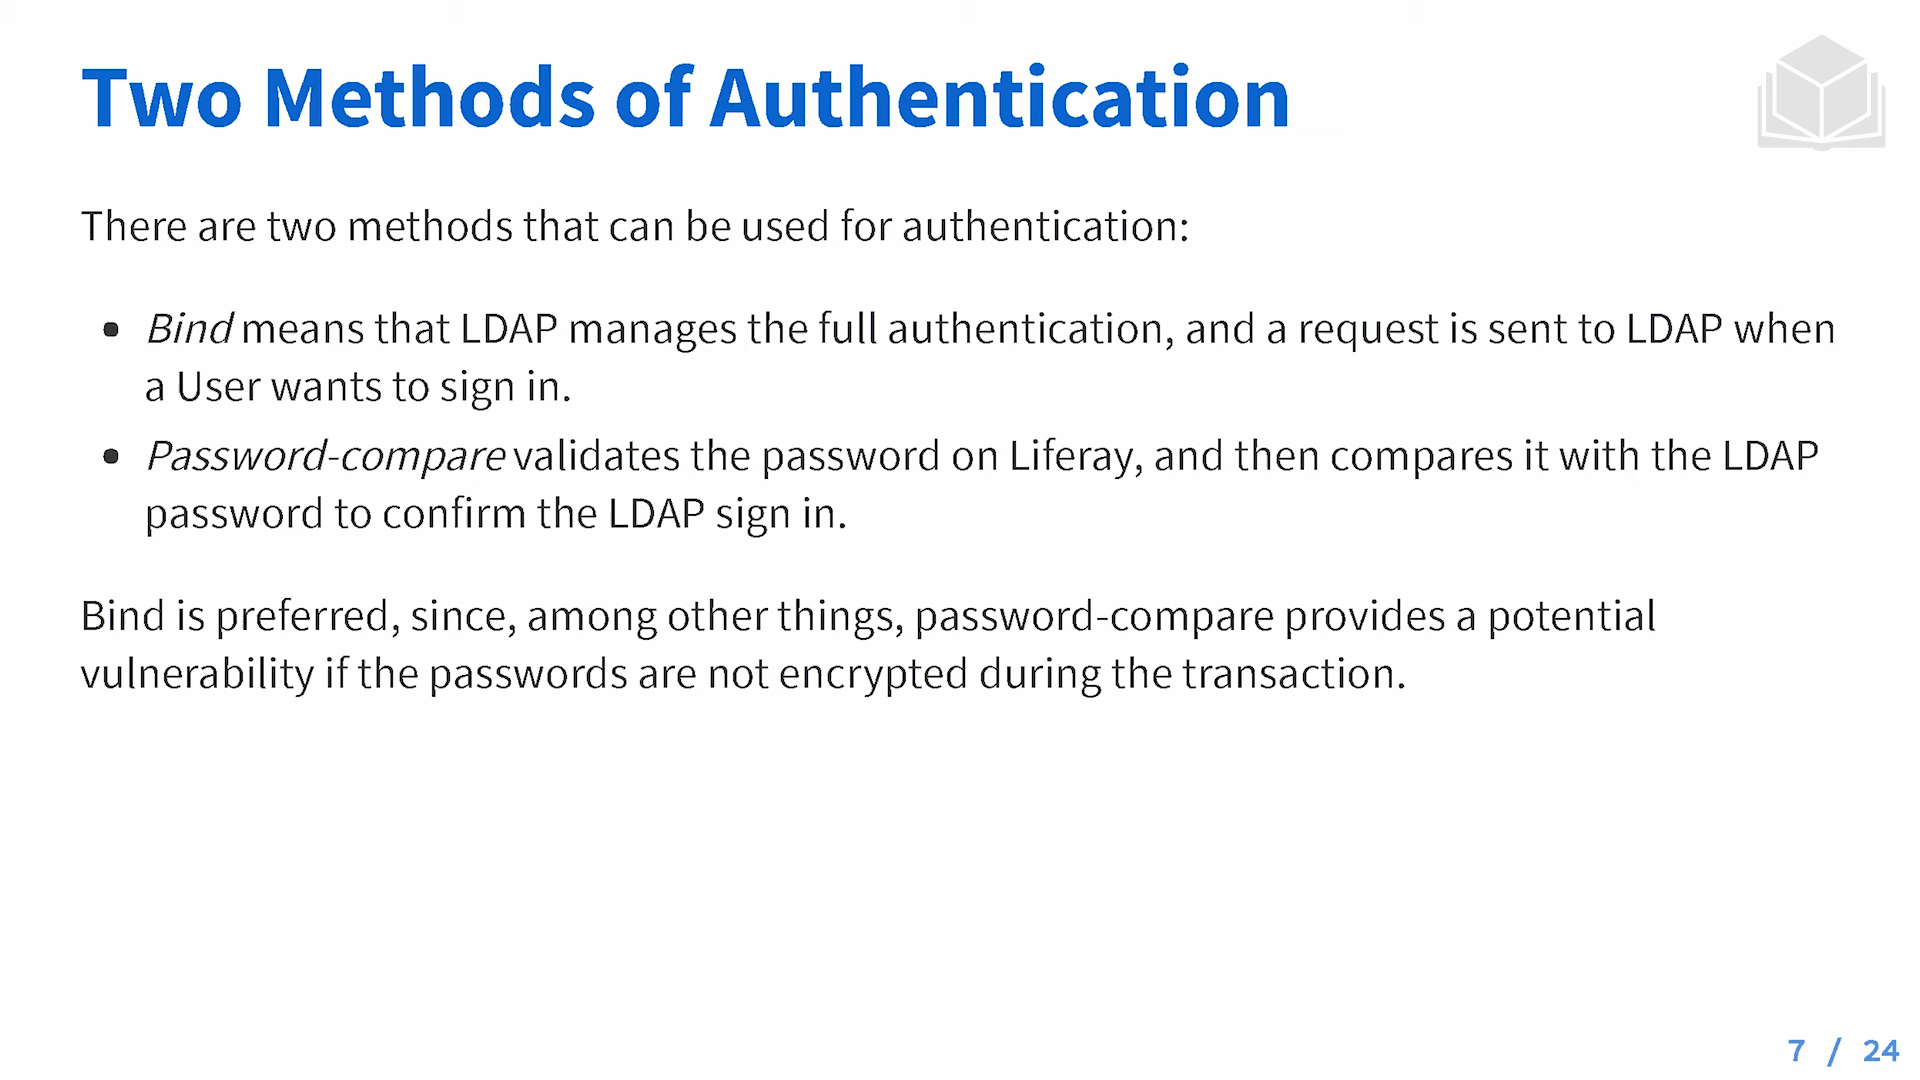 Two Methods of Authentication
There are two methods that can be used for authentication:
• Bind means that LDAP manages the full authentication, and a request is sent to LDAP when
a User wants to sign in.
• Password-compare validates the password on Liferay, and then compares it with the LDAP
password to confirm the LDAP sign in.
Bind is preferred, since, among other things, password-compare provides a potential
vulnerability if the passwords are not encrypted during the transaction.
7 / 24